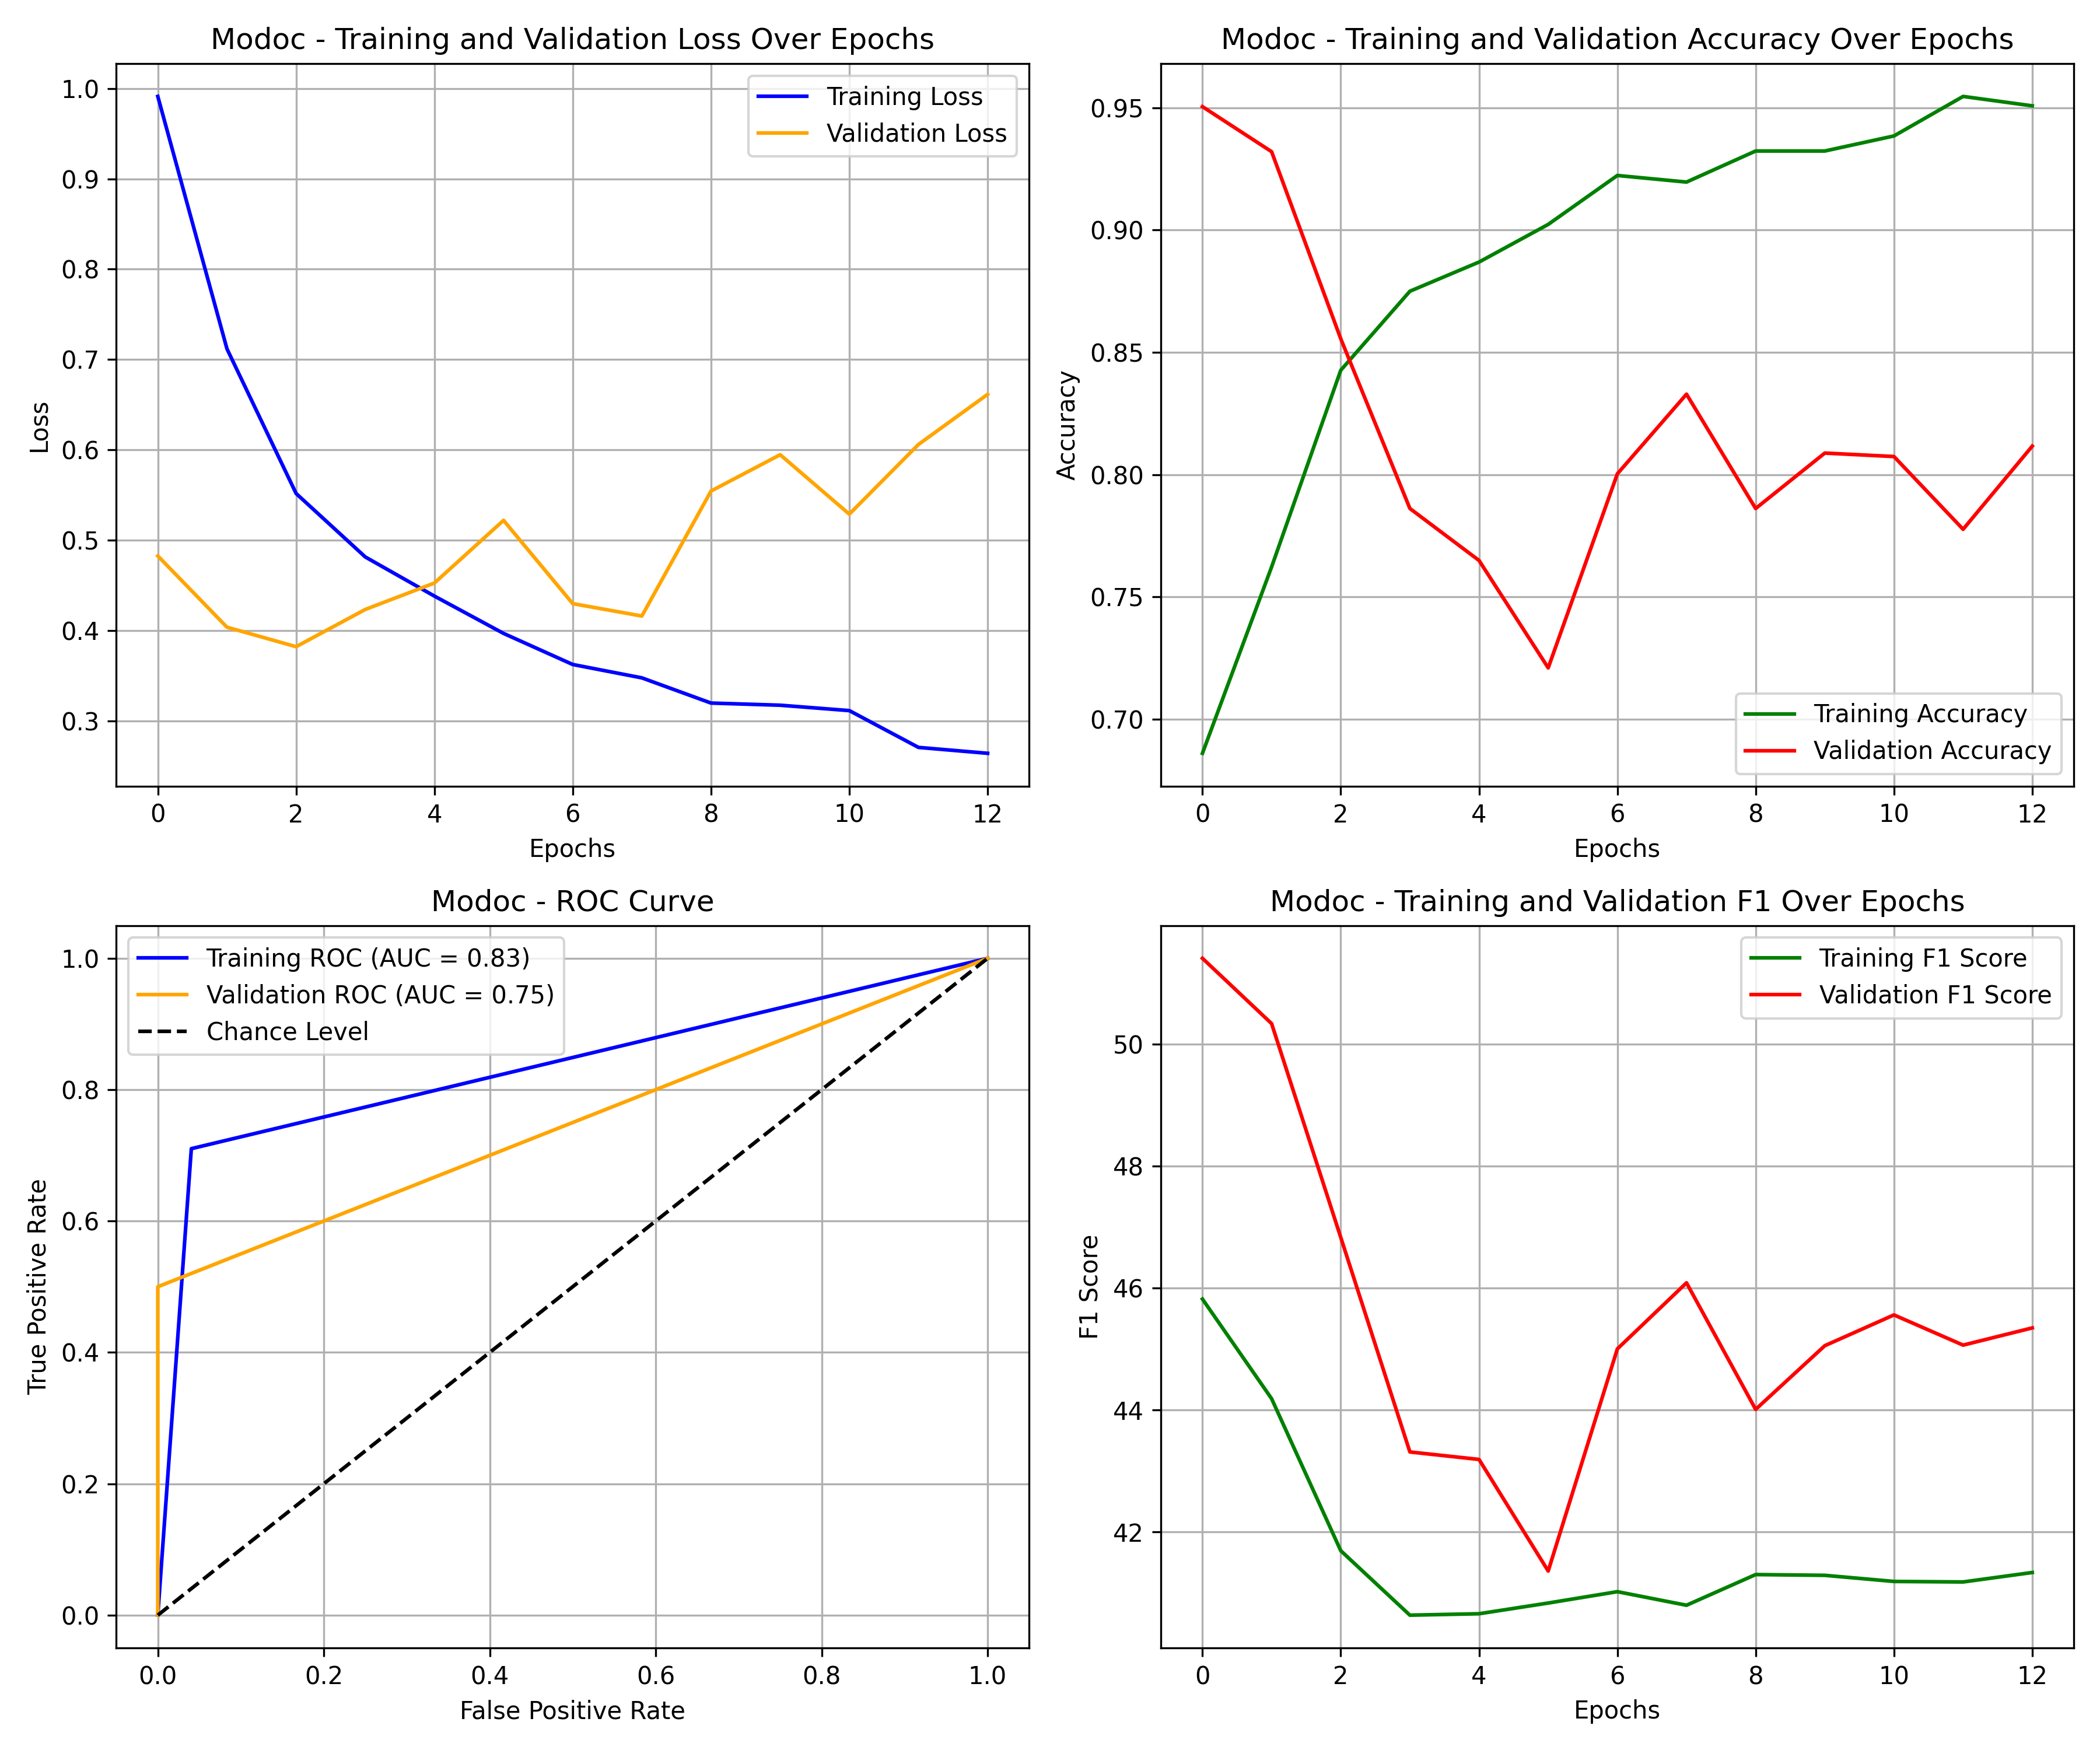 Modoc - Training and Validation Loss Over Epochs
1.0
0.9
0.8
0.7
0.6
0.5
0.4
0.3
Loss
Training Loss
Validation Loss
0 2 4 6 8 10 12
Epochs
Modoc - Training and Validation Accuracy Over Epochs
0.95
0.90
0.85
0.80
0.75
0.70
Accuracy
Training Accuracy
Validation Accuracy
0 2 4 6 8 10 12
Epochs
Modoc - ROC Curve
Training ROC (AUC = 0.83)
Validation ROC (AUC = 0.75)
Chance Level
1.0
0.8
0.6
0.4
0.2
0.0
True Positive Rate
0.0 0.2 0.4 0.6 0.8 1.0
False Positive Rate
Modoc - Training and Validation F1 Over Epochs
Training F1 Score
Validation F1 Score
50
48
46
44
42
F1 Score
0 2 4 6 8 10 12
Epochs